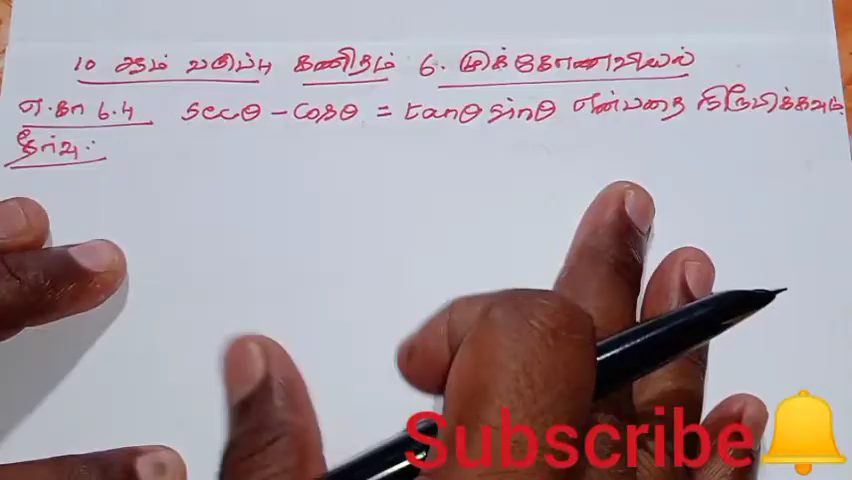 10 ஆம் வகுப்பு கணிதம் 6. முக்கோணவியல்
எ.கா 6.4 secθ - cosθ = tanθ sinθ என்பதை நிரூபிக்கவும்.
தீர்வு:
Subscribe